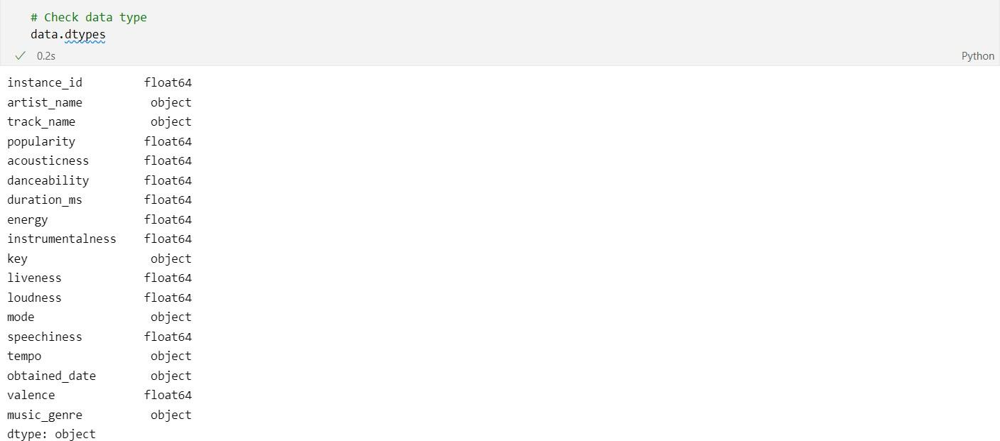 # Check data type
data.dtypes
0.2s
Python
instance_id float64
artist_name object
track_name object
popularity float64
acousticness float64
danceability float64
duration_ms float64
energy float64
instrumentalness float64
key object
liveness float64
loudness float64
mode object
speechiness float64
tempo object
obtained_date object
valence float64
music_genre object
dtype: object